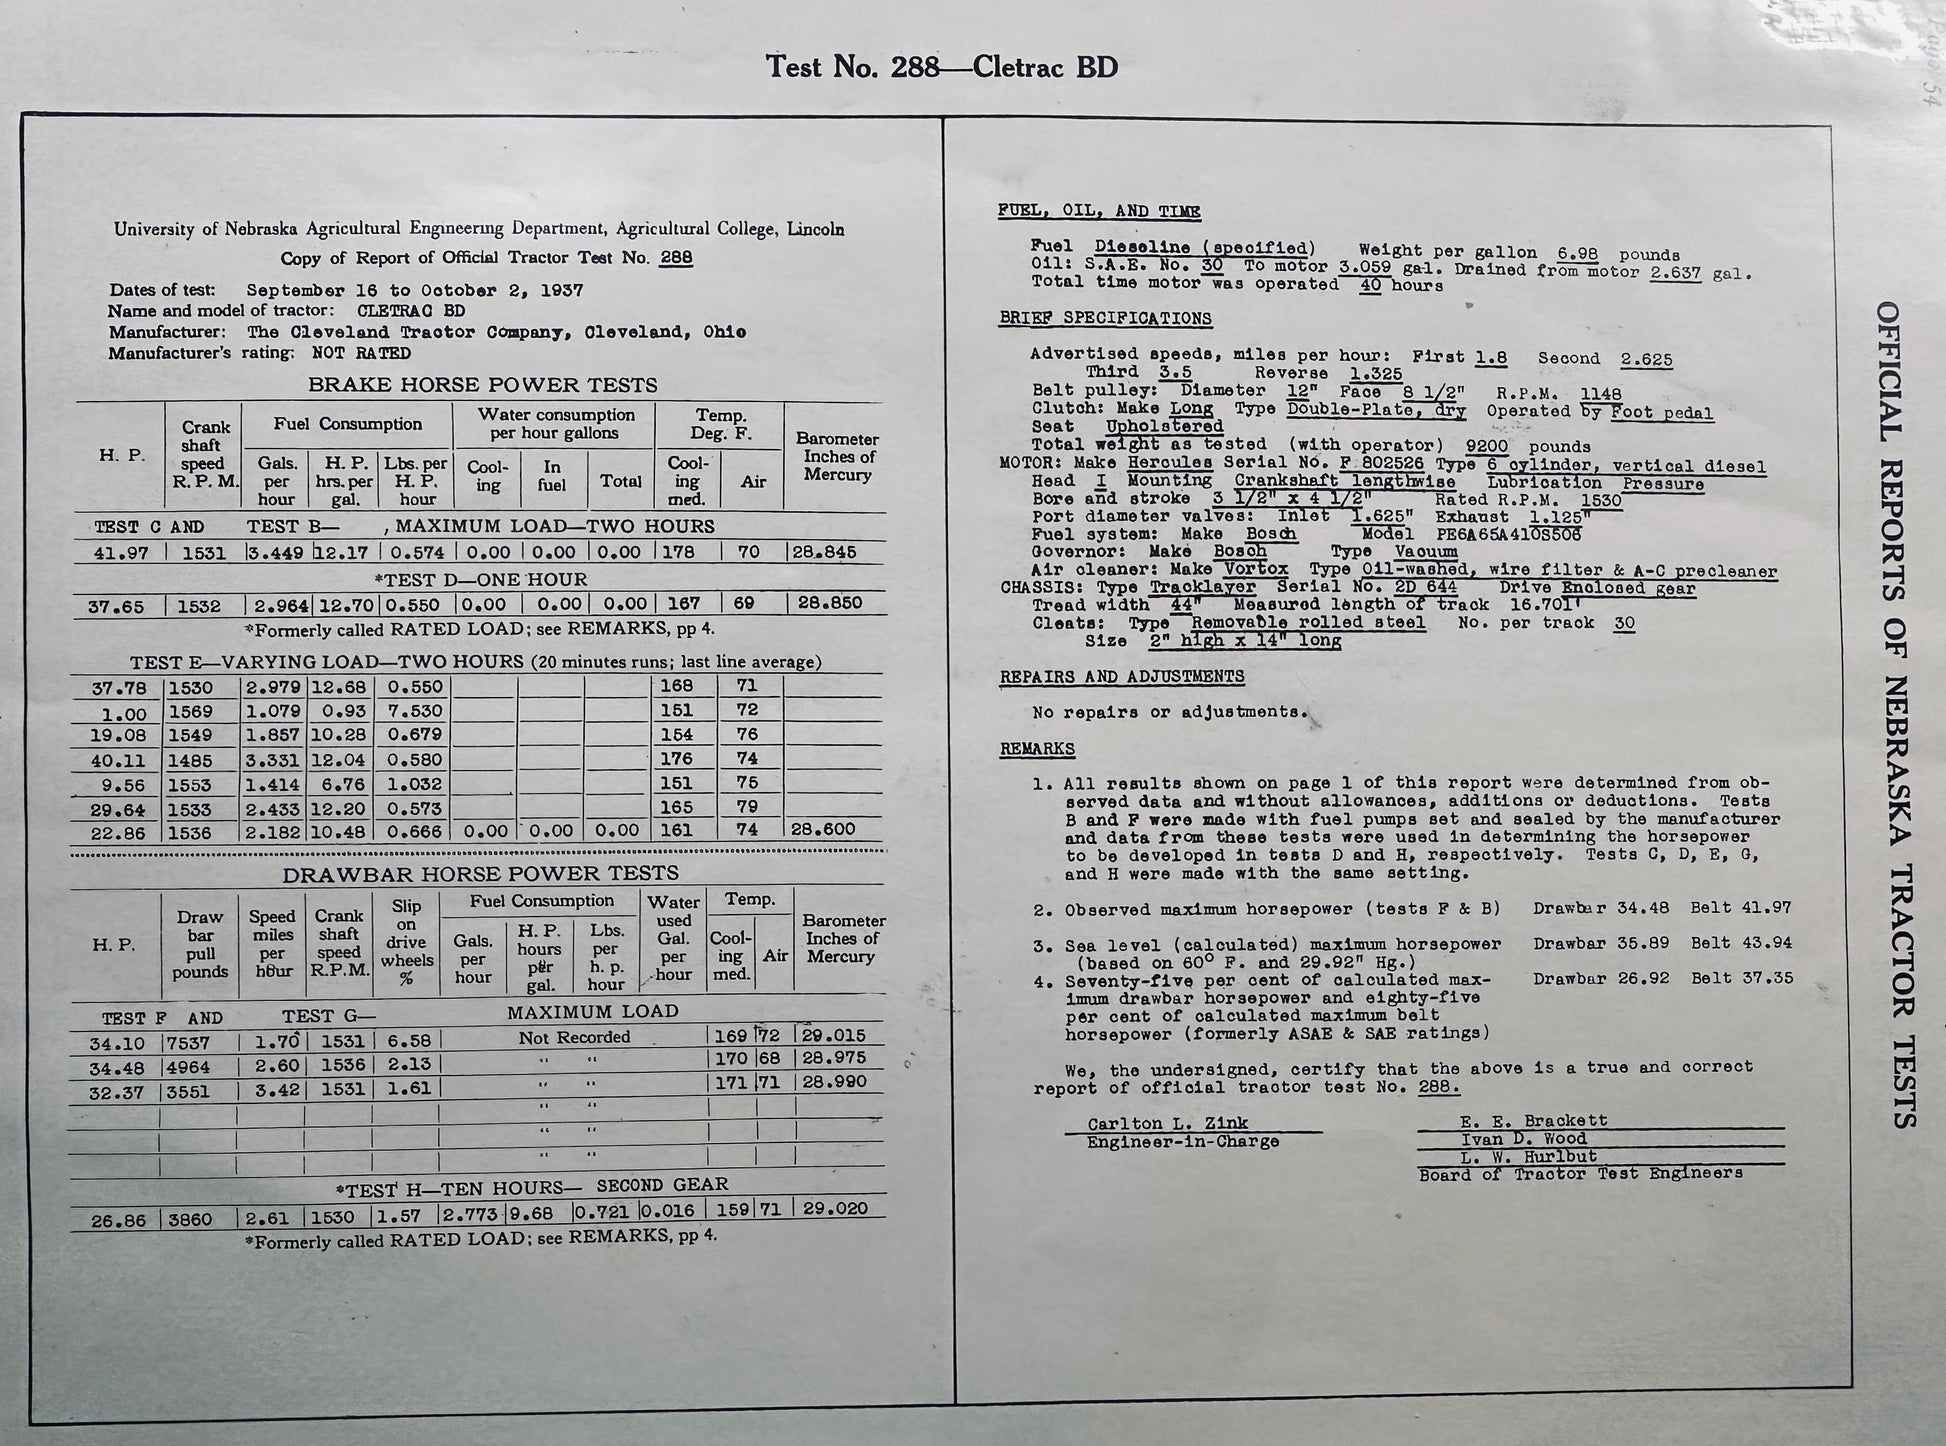 Test No. 288—Cletrac BD
University of Nebraska Agricultural Engineering Department, Agricultural College, Lincoln
Copy of Report of Official Tractor Test No. 288
Dates of test: September 16 to October 2, 1937
Name and model of tractor: CLETRAC BD
Manufacturer: The Cleveland Tractor Company, Cleveland, Ohio
Manufacturer's rating: NOT RATED
BRAKE HORSE POWER TESTS
H. P. | Crank shaft speed R. P. M. | Fuel Consumption | Water consumption per hour gallons | Temp. Deg. F. | Barometer Inches of Mercury
Gals. per hour | H. P. hrs. per gal. | Lbs. per H. P. hour | Cool-ing | In fuel | Total | Cool-ing med. | Air
TEST C AND TEST B— , MAXIMUM LOAD—TWO HOURS
41.97 | 1531 | 3.449 | 12.17 | 0.574 | 0.00 | 0.00 | 0.00 | 178 | 70 | 28.845
*TEST D—ONE HOUR
37.65 | 1532 | 2.964 | 12.70 | 0.550 | 0.00 | 0.00 | 0.00 | 167 | 69 | 28.850
*Formerly called RATED LOAD; see REMARKS, pp 4.
TEST E—VARYING LOAD—TWO HOURS (20 minutes runs; last line average)
37.78 | 1530 | 2.979 | 12.68 | 0.550 | 168 | 71
1.00 | 1569 | 1.079 | 0.93 | 7.530 | 151 | 72
19.08 | 1549 | 1.857 | 10.28 | 0.679 | 154 | 76
40.11 | 1485 | 3.331 | 12.04 | 0.580 | 176 | 74
9.56 | 1553 | 1.414 | 6.76 | 1.032 | 151 | 75
29.64 | 1533 | 2.433 | 12.20 | 0.573 | 165 | 79
22.86 | 1536 | 2.182 | 10.48 | 0.666 | 0.00 | 0.00 | 0.00 | 161 | 74 | 28.600
DRAWBAR HORSE POWER TESTS
H. P. | Draw bar pull pounds | Speed miles per hour | Crank shaft speed R.P.M. | Slip on drive wheels % | Fuel Consumption | Water used Gal. per hour | Temp. | Barometer Inches of Mercury
Gals. per hour | H. P. hours per gal. | Lbs. per h. p. hour | Cool-ing med. | Air
TEST F AND TEST G— MAXIMUM LOAD
34.10 | 7537 | 1.70 | 1531 | 6.58 | Not Recorded | 169 | 72 | 29.015
34.48 | 4964 | 2.60 | 1536 | 2.13 | " " | 170 | 68 | 28.975
32.37 | 3551 | 3.42 | 1531 | 1.61 | " " | 171 | 71 | 28.990
" "
" "
" "
*TEST H—TEN HOURS— SECOND GEAR
26.86 | 3860 | 2.61 | 1530 | 1.57 | 2.773 | 9.68 | 0.721 | 0.016 | 159 | 71 | 29.020
*Formerly called RATED LOAD; see REMARKS, pp 4.
FUEL, OIL, AND TIME
Fuel Diesoline (specified) Weight per gallon 6.98 pounds
Oil: S.A.E. No. 30 To motor 3.059 gal. Drained from motor 2.637 gal.
Total time motor was operated 40 hours
BRIEF SPECIFICATIONS
Advertised speeds, miles per hour: First 1.8 Second 2.625
Third 3.5 Reverse 1.325
Belt pulley: Diameter 12" Face 8 1/2" R.P.M. 1148
Clutch: Make Long Type Double-Plate, dry Operated by Foot pedal
Seat Upholstered
Total weight as tested (with operator) 9200 pounds
MOTOR: Make Hercules Serial No. F 802526 Type 6 cylinder, vertical diesel
Head I Mounting Crankshaft lengthwise Lubrication Pressure
Bore and stroke 3 1/2" x 4 1/2" Rated R.P.M. 1530
Port diameter valves: Inlet 1.625" Exhaust 1.125"
Fuel system: Make Bosch Model PE6A65A410S506
Governor: Make Bosch Type Vacuum
Air cleaner: Make Vortox Type Oil-washed, wire filter & A-C precleaner
CHASSIS: Type Tracklayer Serial No. 2D 644 Drive Enclosed gear
Tread width 44" Measured length of track 16.701'
Cleats: Type Removable rolled steel No. per track 30
Size 2" high x 14" long
REPAIRS AND ADJUSTMENTS
No repairs or adjustments.
REMARKS
1. All results shown on page 1 of this report were determined from ob-
served data and without allowances, additions or deductions. Tests
B and F were made with fuel pumps set and sealed by the manufacturer
and data from these tests were used in determining the horsepower
to be developed in tests D and H, respectively. Tests C, D, E, G,
and H were made with the same setting.
2. Observed maximum horsepower (tests F & B) Drawbar 34.48 Belt 41.97
3. Sea level (calculated) maximum horsepower Drawbar 35.89 Belt 43.94
(based on 60° F. and 29.92" Hg.)
4. Seventy-five per cent of calculated max- Drawbar 26.92 Belt 37.35
imum drawbar horsepower and eighty-five
per cent of calculated maximum belt
horsepower (formerly ASAE & SAE ratings)
We, the undersigned, certify that the above is a true and correct
report of official tractor test No. 288.
Carlton L. Zink
Engineer-in-Charge
E. E. Brackett
Ivan D. Wood
L. W. Hurlbut
Board of Tractor Test Engineers
OFFICIAL REPORTS OF NEBRASKA TRACTOR TESTS
54